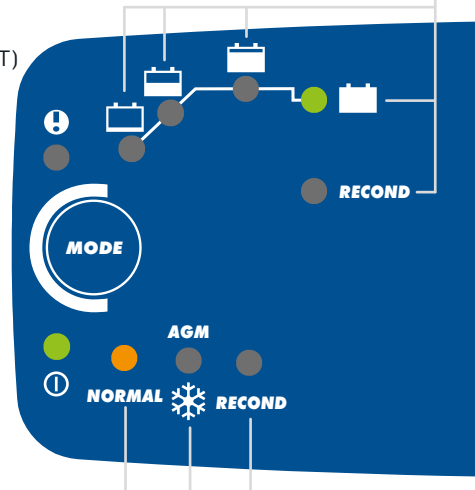 T)
RECOND
MODE
AGM
NORMAL
RECOND